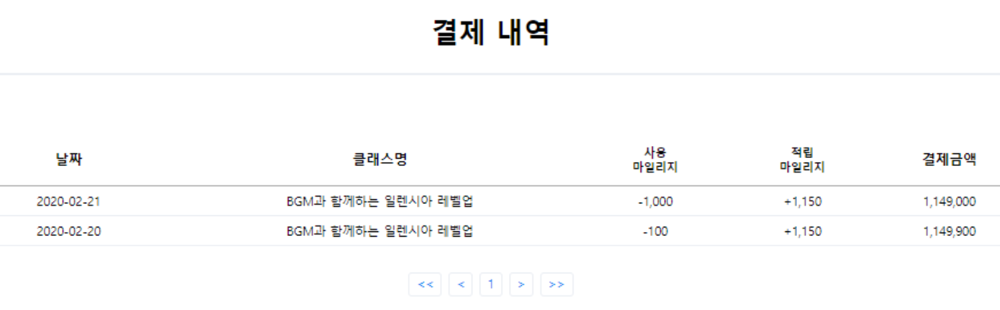 결제 내역
날짜 클래스명 사용 마일리지 적립 마일리지 결제금액
2020-02-21 BGM과 함께하는 일렌시아 레벨업 -1,000 +1,150 1,149,000
2020-02-20 BGM과 함께하는 일렌시아 레벨업 -100 +1,150 1,149,900
<< < 1 > >>